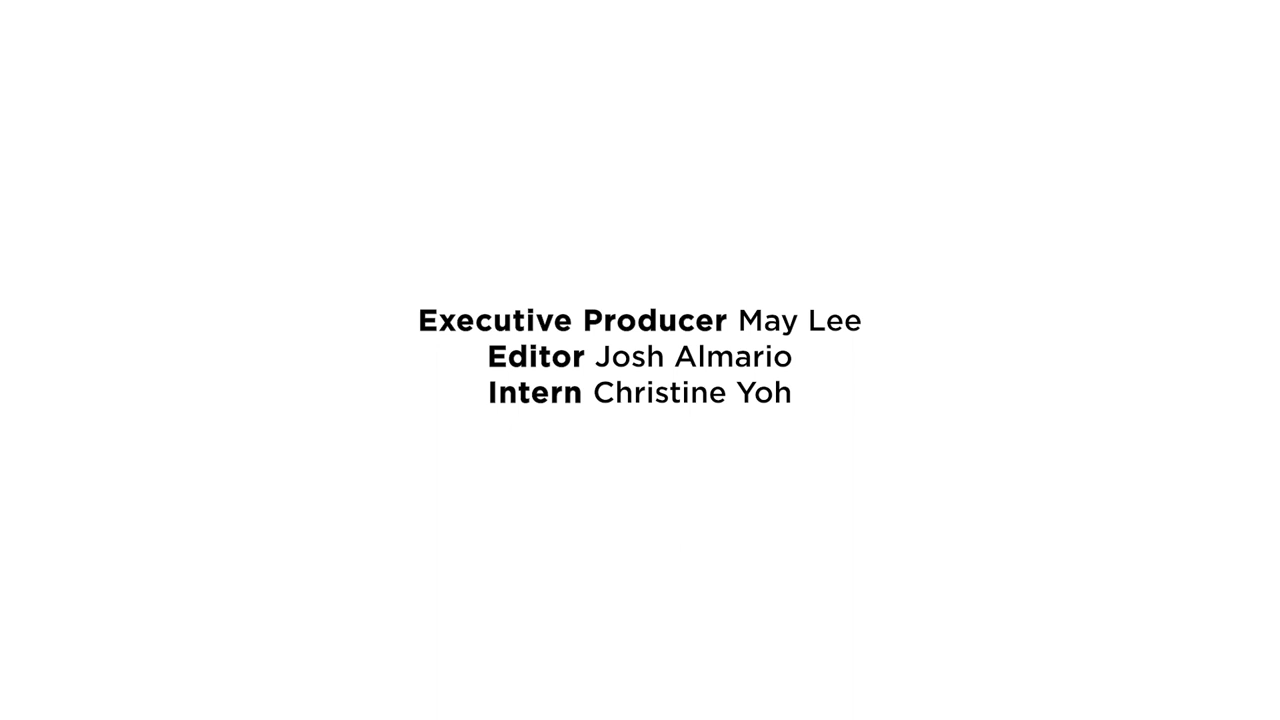 Executive Producer May Lee
Editor Josh Almario
Intern Christine Yoh